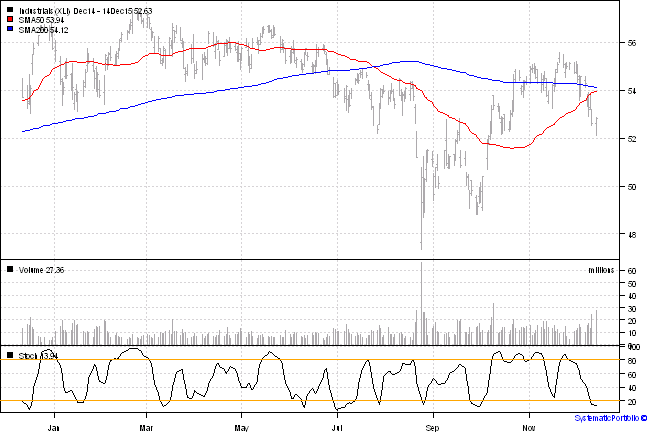 Industrials (XLI) Dec14 - 14Dec15 52.63
SMA50 53.94
SMA200 54.12
56
54
52
50
48
Volume 27.36
millions
60
50
40
30
20
10
0
Stoch 13.94
80
60
40
20
Jan Mar May Jul Sep Nov
SystematicPortfolio ©